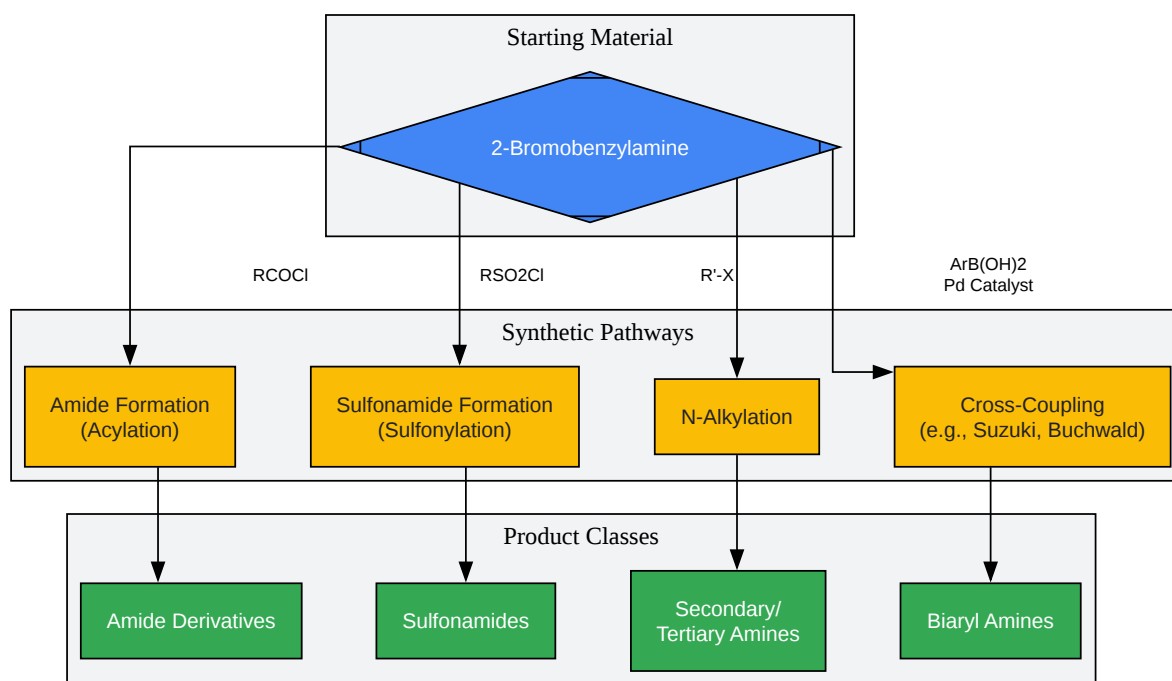 Starting Material
2-Bromobenzylamine
RCOCl
RSO2Cl
R'-X
ArB(OH)2
Pd Catalyst
Synthetic Pathways
Amide Formation
(Acylation)
Sulfonamide Formation
(Sulfonylation)
N-Alkylation
Cross-Coupling
(e.g., Suzuki, Buchwald)
Product Classes
Amide Derivatives
Sulfonamides
Secondary/
Tertiary Amines
Biaryl Amines